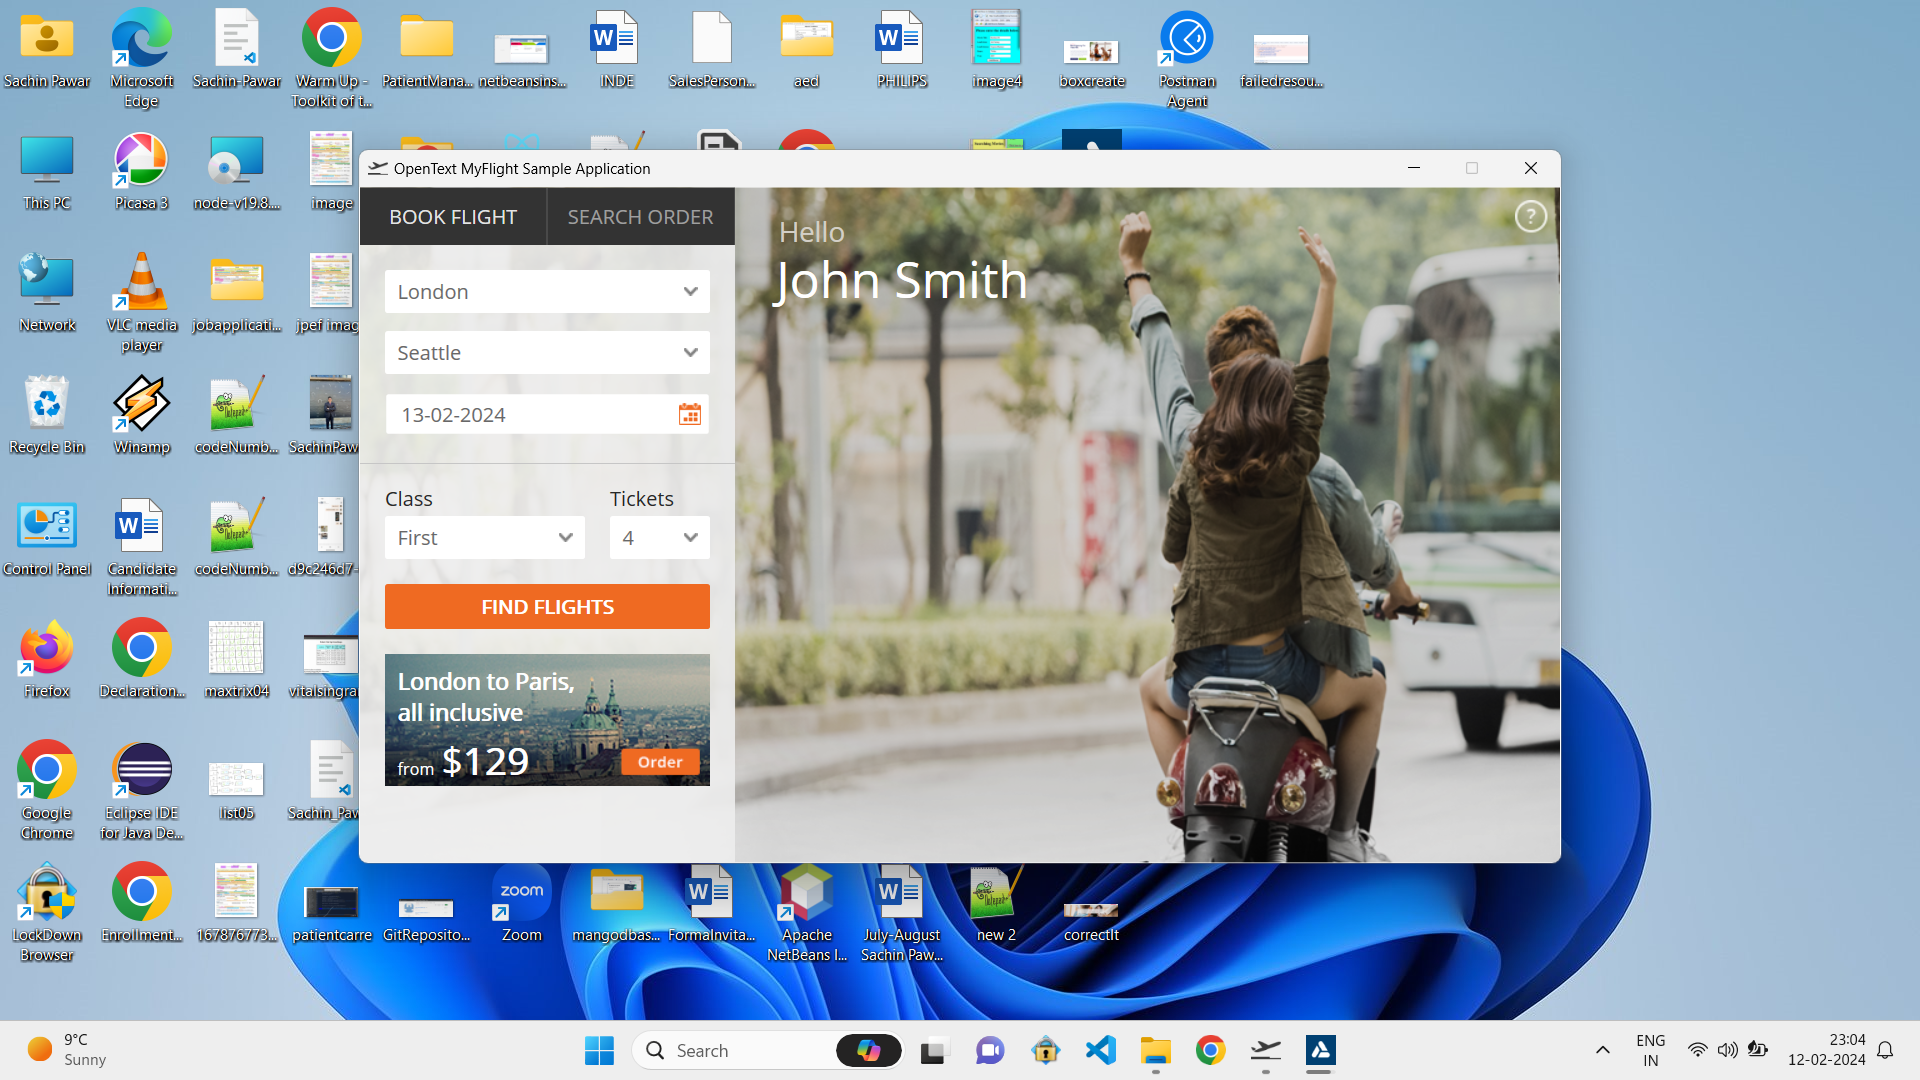 Sachin Pawar
Microsoft
Edge
Sachin-Pawar
Warm Up -
Toolkit of t...
PatientMana...
netbeansins...
INDE
SalesPerson...
aed
PHILIPS
image4
boxcreate
Postman
Agent
failedresou...
This PC
Picasa 3
node-v19.8....
image
Network
VLC media
player
jobapplicati...
jpef imag
Recycle Bin
Winamp
codeNumb...
SachinPaw
Control Panel
Candidate
Informati...
codeNumb...
d9c246d7-
Firefox
Declaration...
maxtrix04
vitalsingra
Google
Chrome
Eclipse IDE
for Java De...
list05
Sachin_Paw
LockDown
Browser
Enrollment...
167876773...
patientcarre
GitReposito...
zoom
Zoom
mangodbas...
FormaInvita...
Apache
NetBeans I...
July-August
Sachin Paw...
new 2
correctIt
OpenText MyFlight Sample Application
BOOK FLIGHT
SEARCH ORDER
London
Seattle
13-02-2024
Class
Tickets
First
4
FIND FLIGHTS
London to Paris,
all inclusive
from $129
Order
Hello
John Smith
?
9°C
Sunny
Search
ENG
IN
23:04
12-02-2024